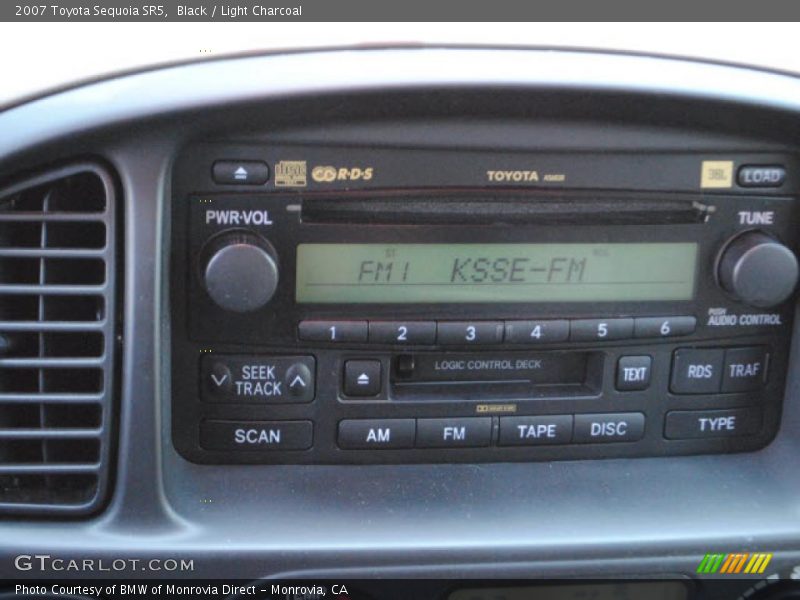 2007 Toyota Sequoia SR5, Black / Light Charcoal
R·D·S
TOYOTA
JBL
LOAD
PWR·VOL
TUNE
ST
FM1 KSSE-FM
PUSH
AUDIO CONTROL
1 2 3 4 5 6
SEEK
TRACK
LOGIC CONTROL DECK
TEXT
RDS
TRAF
SCAN
AM
FM
TAPE
DISC
TYPE
GTCARLOT.COM
Photo Courtesy of BMW of Monrovia Direct - Monrovia, CA